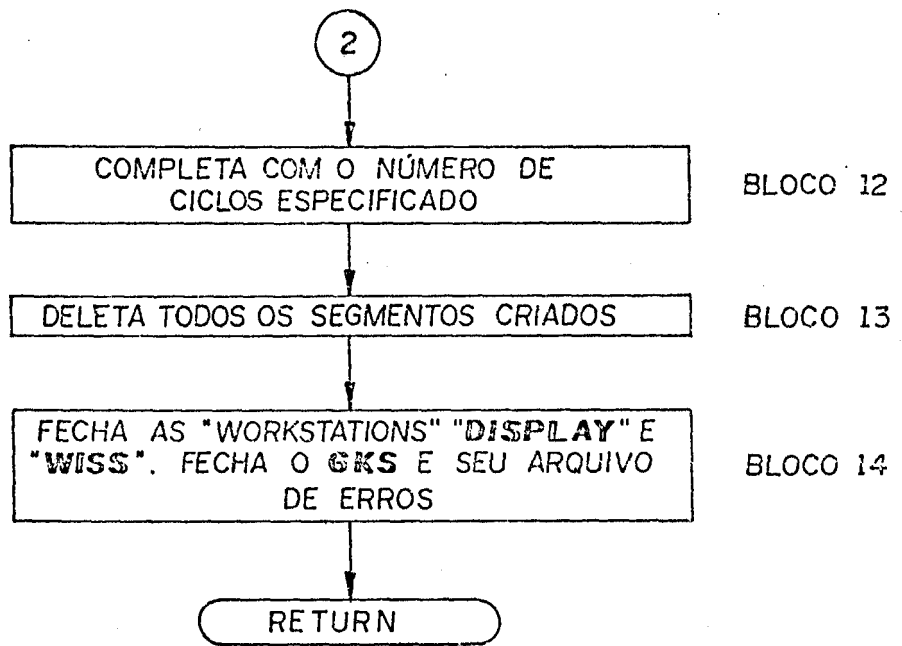 2
COMPLETA COM O NÚMERO DE
CICLOS ESPECIFICADO
BLOCO 12
DELETA TODOS OS SEGMENTOS CRIADOS
BLOCO 13
FECHA AS "WORKSTATIONS" "DISPLAY" E
"WISS". FECHA O GKS E SEU ARQUIVO
DE ERROS
BLOCO 14
RETURN